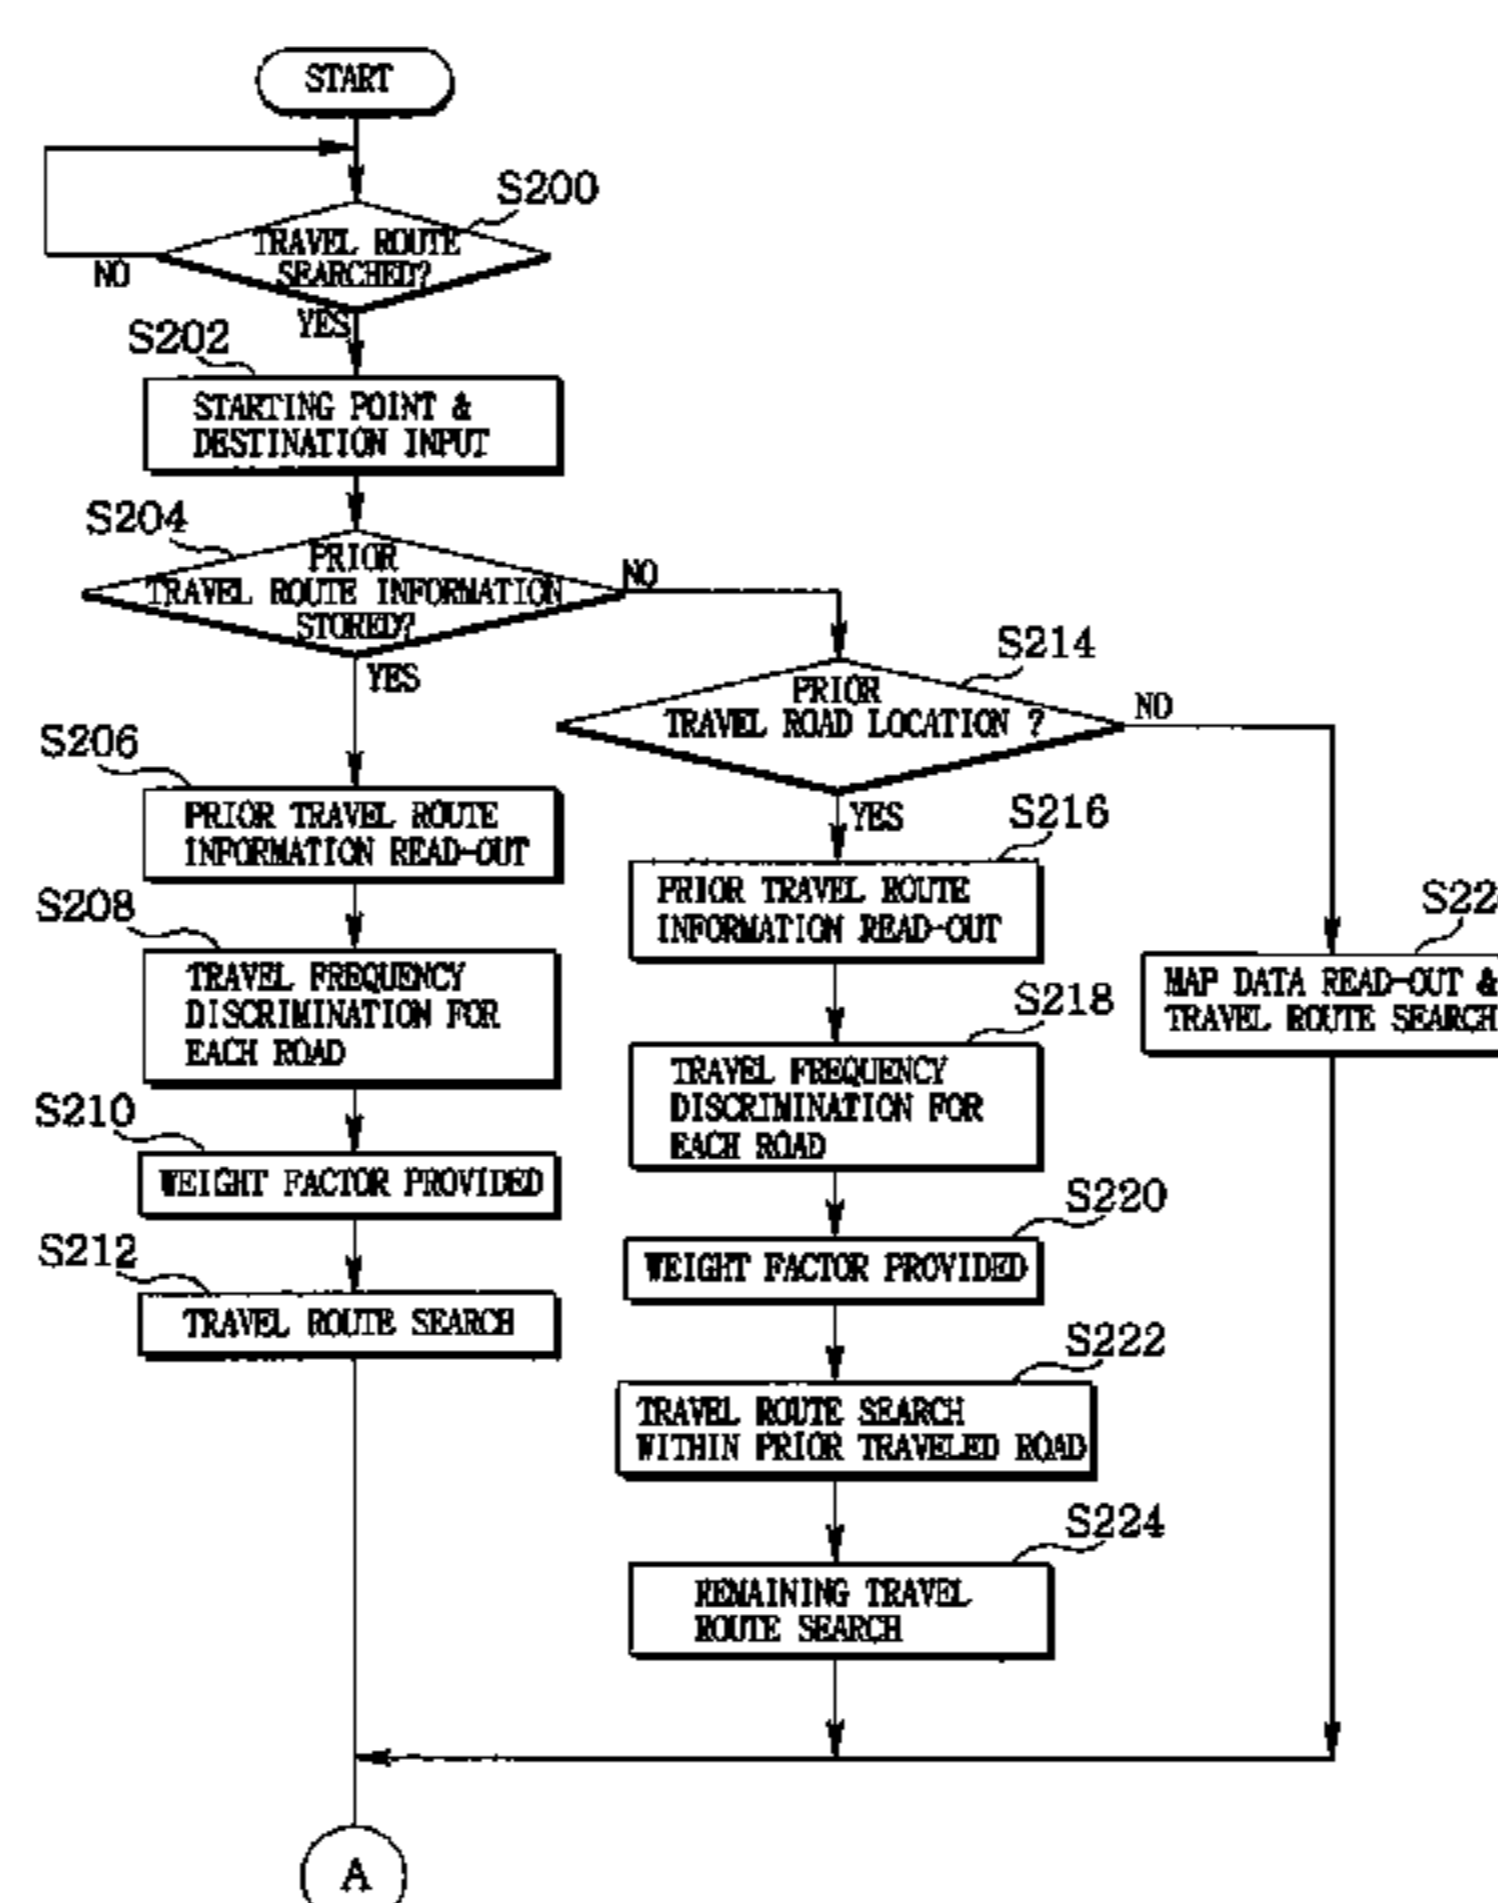 START
S200
TRAVEL ROUTE
SEARCHED?
NO
YES
S202
STARTING POINT &
DESTINATION INPUT
S204
PRIOR
TRAVEL ROUTE INFORMATION
STORED?
NO
YES
S214
PRIOR
TRAVEL ROAD LOCATION ?
NO
YES
S206
PRIOR TRAVEL ROUTE
INFORMATION READ-OUT
S208
TRAVEL FREQUENCY
DISCRIMINATION FOR
EACH ROAD
S210
WEIGHT FACTOR PROVIDED
S212
TRAVEL ROUTE SEARCH
S216
PRIOR TRAVEL ROUTE
INFORMATION READ-OUT
S218
TRAVEL FREQUENCY
DISCRIMINATION FOR
EACH ROAD
S220
WEIGHT FACTOR PROVIDED
S222
TRAVEL ROUTE SEARCH
WITHIN PRIOR TRAVELED ROAD
S224
REMAINING TRAVEL
ROUTE SEARCH
S22
MAP DATA READ-OUT &
TRAVEL ROUTE SEARCH
A